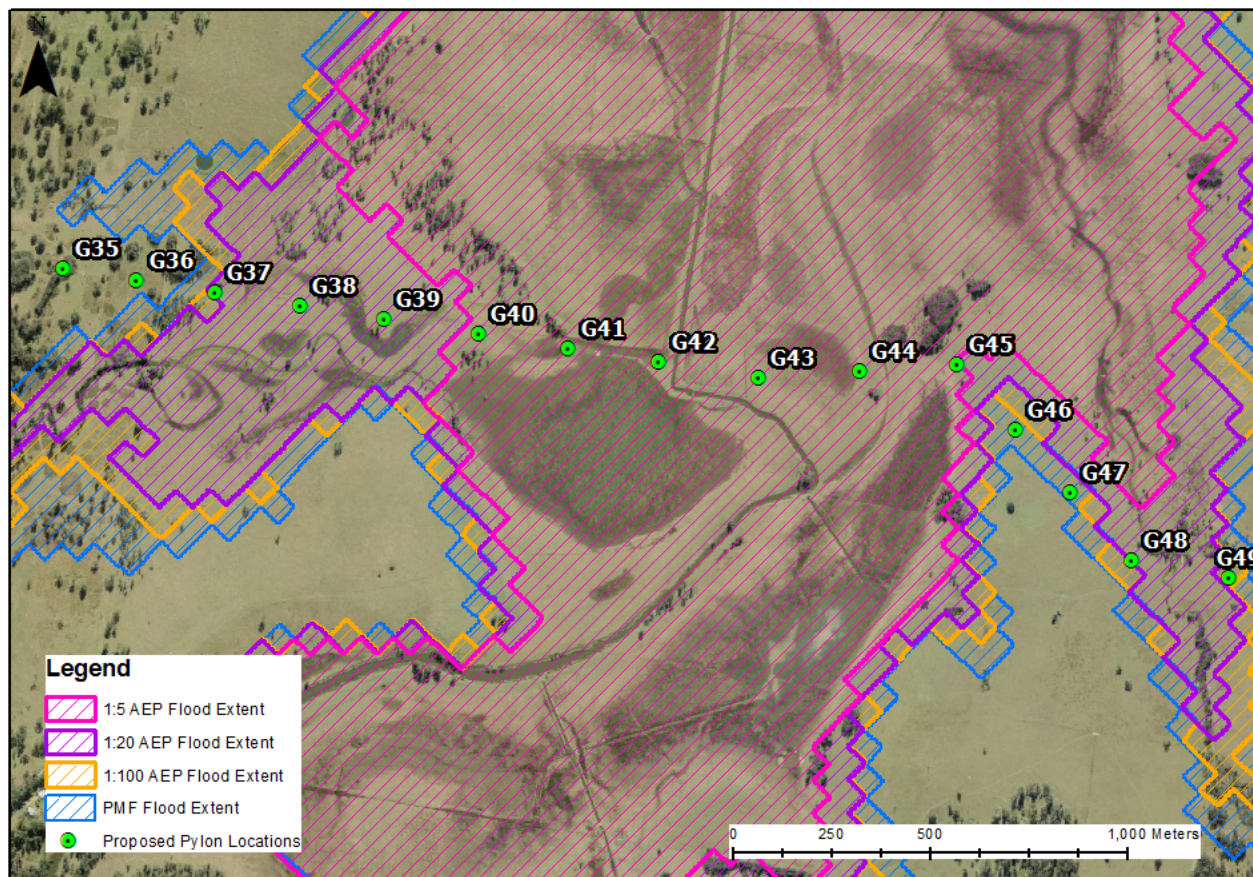 N
G35
G36
G37
G38
G39
G40
G41
G42
G43
G44
G45
G46
G47
G48
G49
Legend
1:5 AEP Flood Extent
1:20 AEP Flood Extent
1:100 AEP Flood Extent
PMF Flood Extent
Proposed Pylon Locations
0 250 500 1,000 Meters